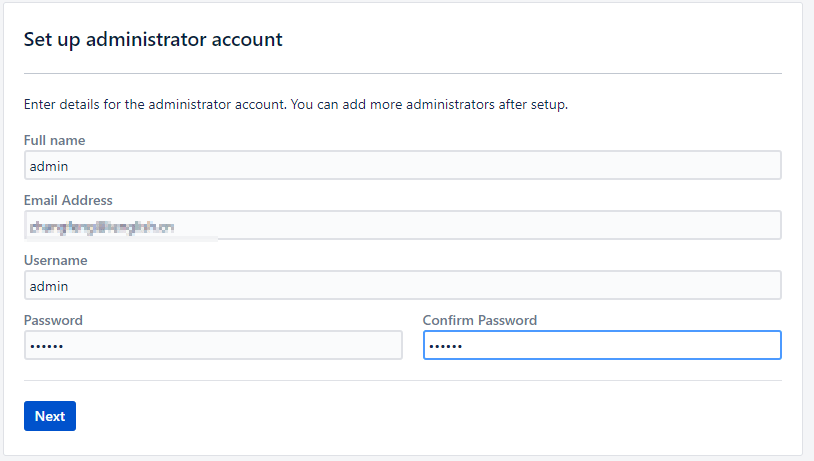 Set up administrator account
Enter details for the administrator account. You can add more administrators after setup.
Full name
admin
Email Address
Username
admin
Password Confirm Password
•••••• ••••••
Next